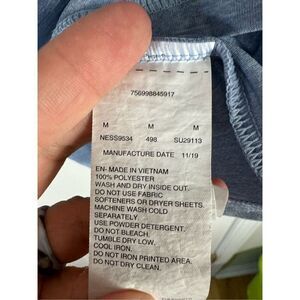 756998845917
M M M
NESS9534 498 SU29113
MANUFACTURE DATE 11/19
EN- MADE IN VIETNAM
100% POLYESTER
WASH AND DRY INSIDE OUT.
DO NOT USE FABRIC
SOFTENERS OR DRYER SHEETS.
MACHINE WASH COLD
SEPARATELY.
USE POWDER DETERGENT.
DO NOT BLEACH.
TUMBLE DRY LOW.
COOL IRON.
DO NOT IRON PRINTED AREA.
DO NOT DRY CLEAN.